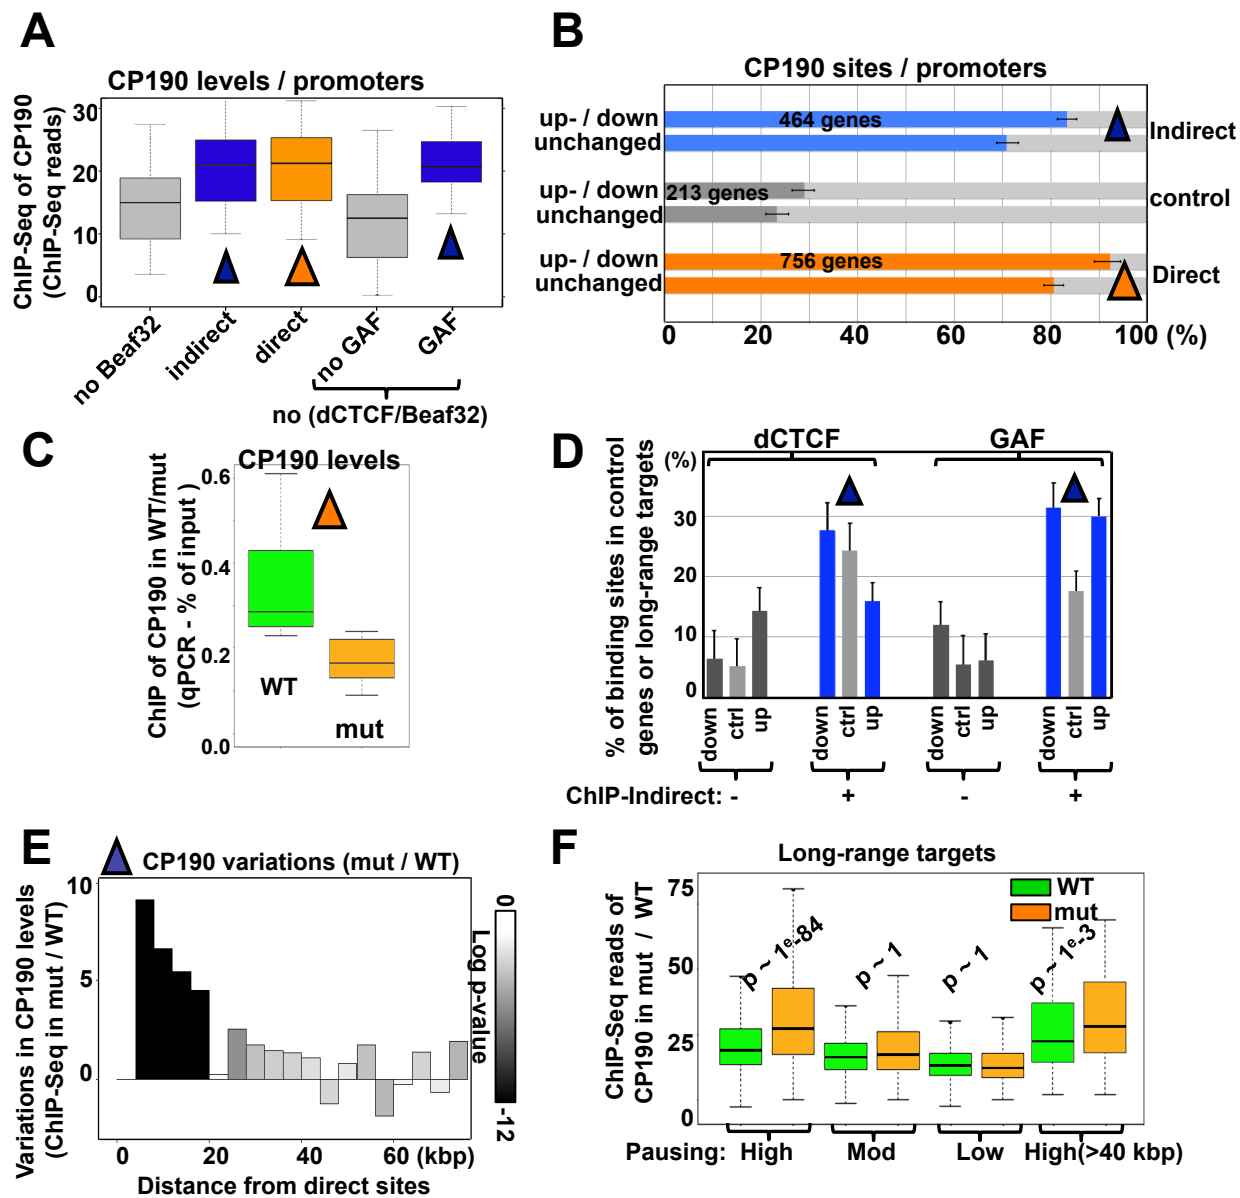 A
CP190 levels / promoters
ChIP-Seq of CP190
(ChIP-Seq reads)
30
20
10
0
no Beaf32
indirect
direct
no GAF
GAF
no (dCTCF/Beaf32)
B
CP190 sites / promoters
up- / down
464 genes
unchanged
Indirect
up- / down
213 genes
unchanged
control
up- / down
756 genes
unchanged
Direct
0
20
40
60
80
100
(%)
C
CP190 levels
ChIP of CP190 in WT/mut
(qPCR - % of input )
0.6
0.4
0.2
0.0
WT
mut
D
dCTCF
GAF
(%)
% of binding sites in control
genes or long-range targets
30
20
10
0
down
ctrl
up
down
ctrl
up
down
ctrl
up
down
ctrl
up
ChIP-Indirect: - + - +
E
CP190 variations (mut / WT)
Variations in CP190 levels
(ChIP-Seq in mut / WT)
10
5
0
0
20
40
60
(kbp)
Distance from direct sites
0
Log p-value
-12
F
Long-range targets
ChIP-Seq reads of
CP190 in mut / WT
75
50
25
0
WT
mut
p ~ 1e-84
p ~ 1
p ~ 1
p ~ 1e-3
Pausing: High Mod Low High(>40 kbp)